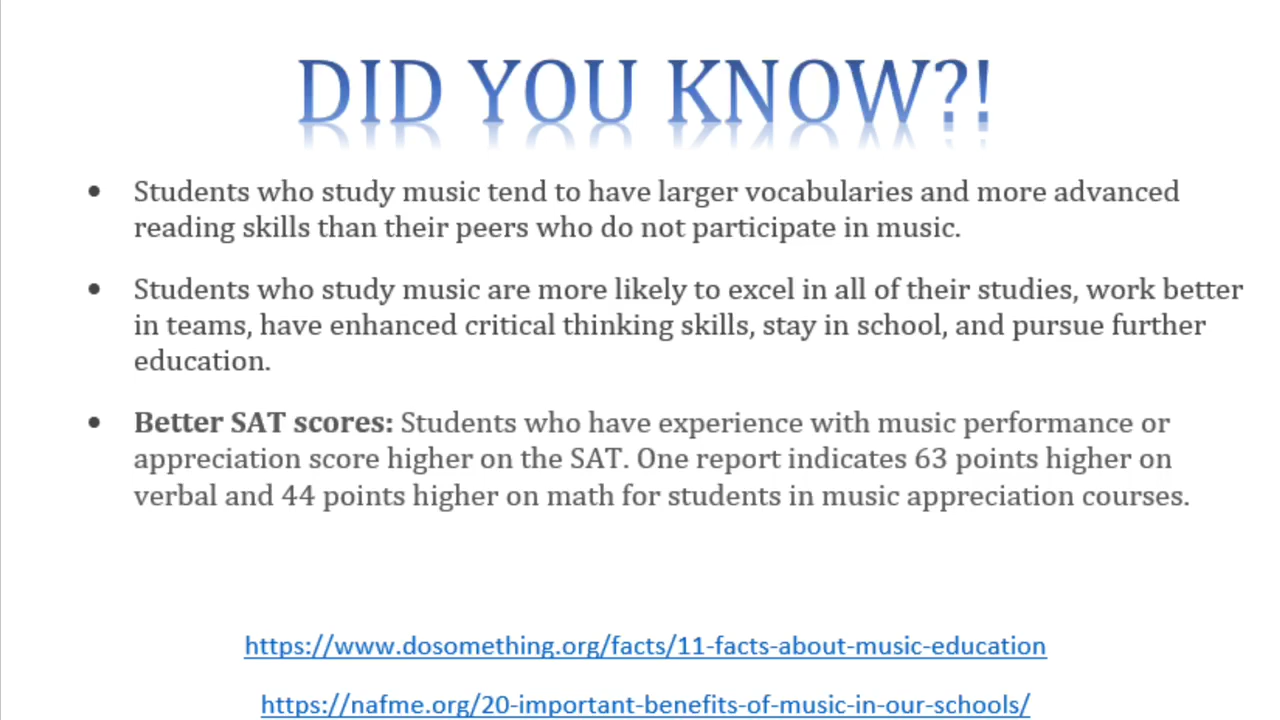 DID YOU KNOW?!
• Students who study music tend to have larger vocabularies and more advanced
reading skills than their peers who do not participate in music.
• Students who study music are more likely to excel in all of their studies, work better
in teams, have enhanced critical thinking skills, stay in school, and pursue further
education.
• Better SAT scores: Students who have experience with music performance or
appreciation score higher on the SAT. One report indicates 63 points higher on
verbal and 44 points higher on math for students in music appreciation courses.
https://www.dosomething.org/facts/11-facts-about-music-education
https://nafme.org/20-important-benefits-of-music-in-our-schools/